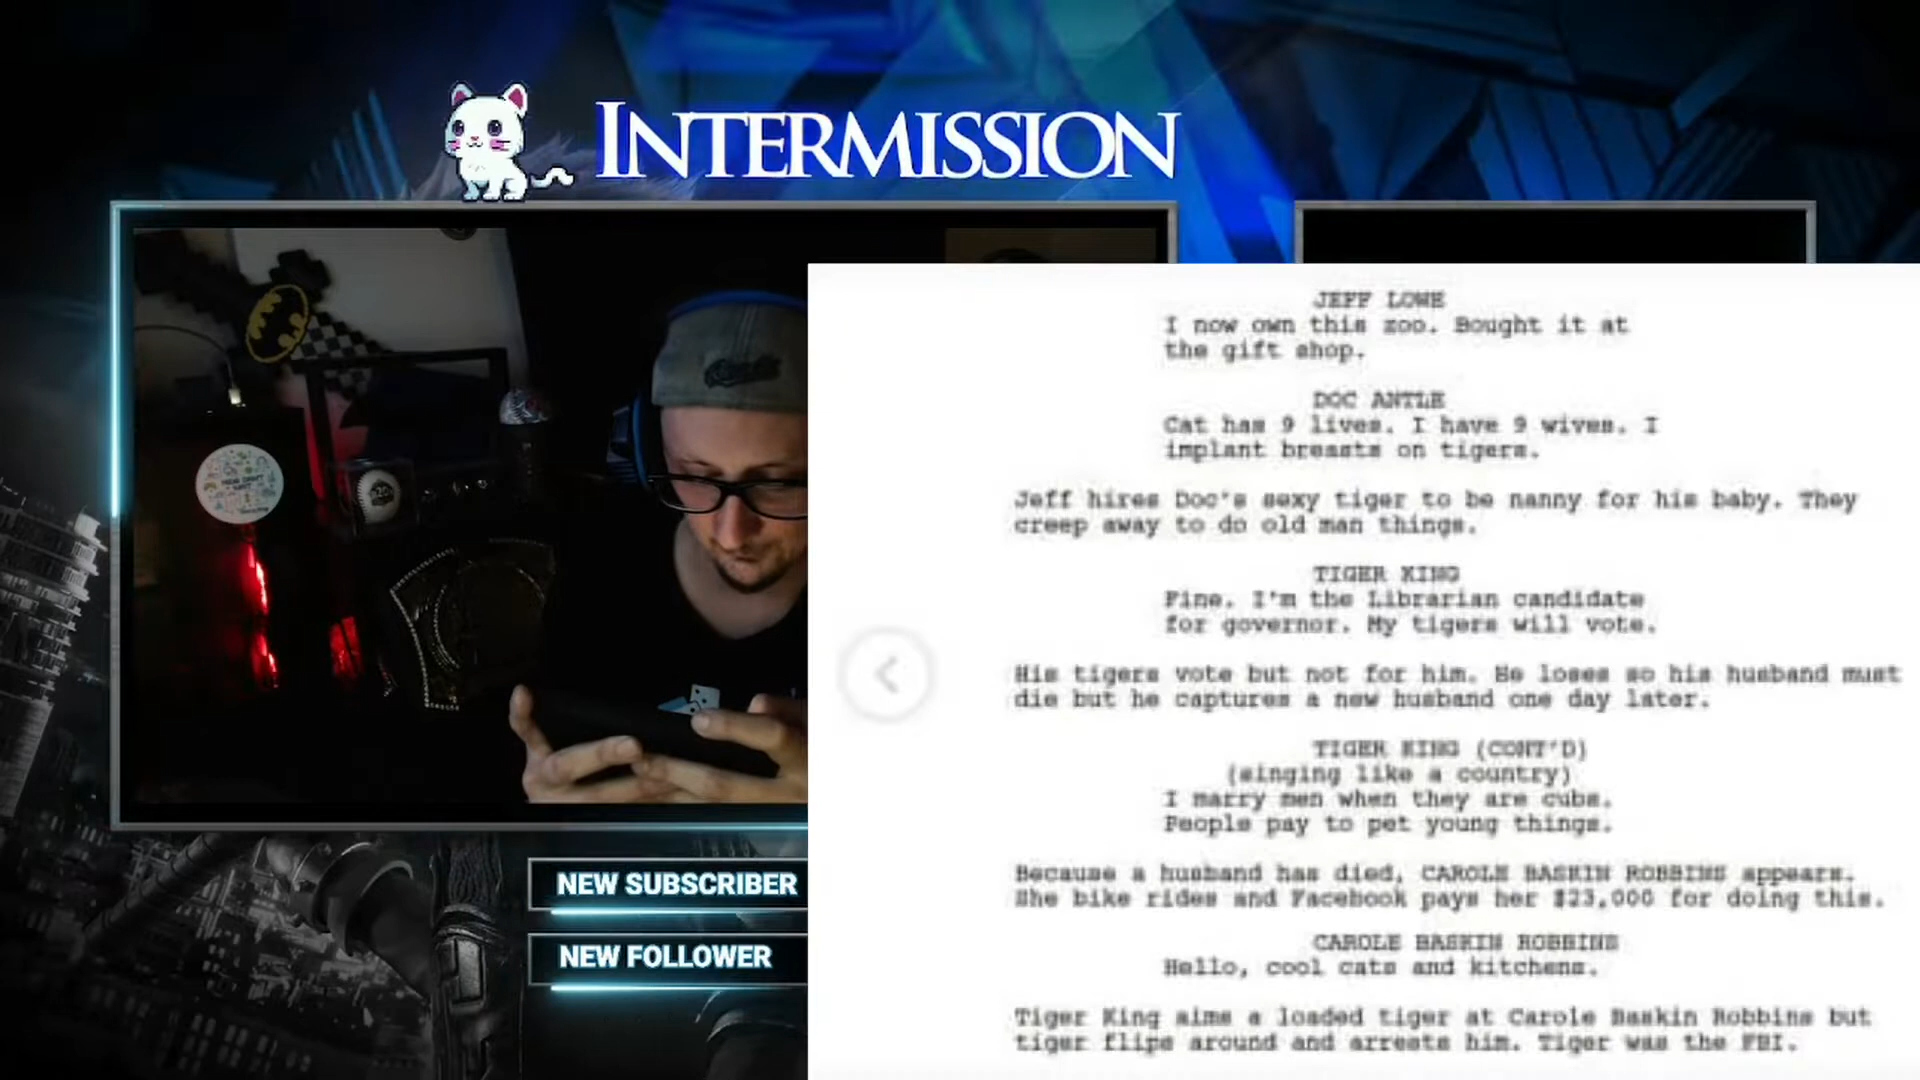 INTERMISSION
JEFF LOWE
I now own this zoo. Bought it at
the gift shop.
DOC ANTLE
Cat has 9 lives. I have 9 wives. I
implant breasts on tigers.
Jeff hires Doc's sexy tiger to be nanny for his baby. They
creep away to do old man things.
TIGER KING
Fine. I'm the Librarian candidate
for governor. My tigers will vote.
His tigers vote but not for him. He loses so his husband must
die but he captures a new husband one day later.
TIGER KING (CONT'D)
(singing like a country)
I marry men when they are cubs.
People pay to pet young things.
Because a husband has died, CAROLE BASKIN ROBBINS appears.
She bike rides and Facebook pays her $23,000 for doing this.
CAROLE BASKIN ROBBINS
Hello, cool cats and kitchens.
Tiger King aims a loaded tiger at Carole Baskin Robbins but
tiger flips around and arrests him. Tiger was the FBI.
NEW SUBSCRIBER
NEW FOLLOWER